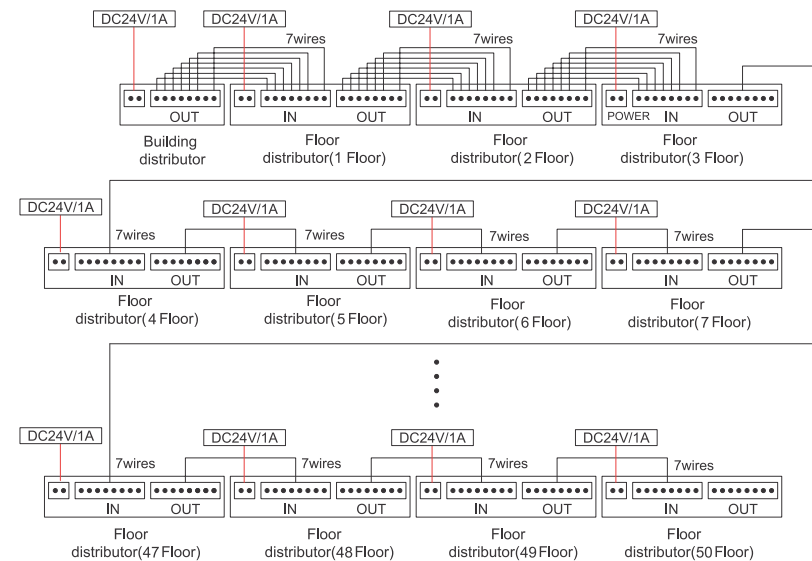 DC24V/1A DC24V/1A DC24V/1A DC24V/1A
7wires 7wires 7wires
OUT IN OUT IN OUT POWER IN OUT
Building Floor Floor Floor
distributor distributor(1 Floor) distributor(2 Floor) distributor(3 Floor)
DC24V/1A DC24V/1A DC24V/1A DC24V/1A
7wires 7wires 7wires 7wires
IN OUT IN OUT IN OUT IN OUT
Floor Floor Floor Floor
distributor(4 Floor) distributor(5 Floor) distributor(6 Floor) distributor(7 Floor)
DC24V/1A DC24V/1A DC24V/1A DC24V/1A
7wires 7wires 7wires 7wires
IN OUT IN OUT IN OUT IN OUT
Floor Floor Floor Floor
distributor(47 Floor) distributor(48 Floor) distributor(49 Floor) distributor(50 Floor)